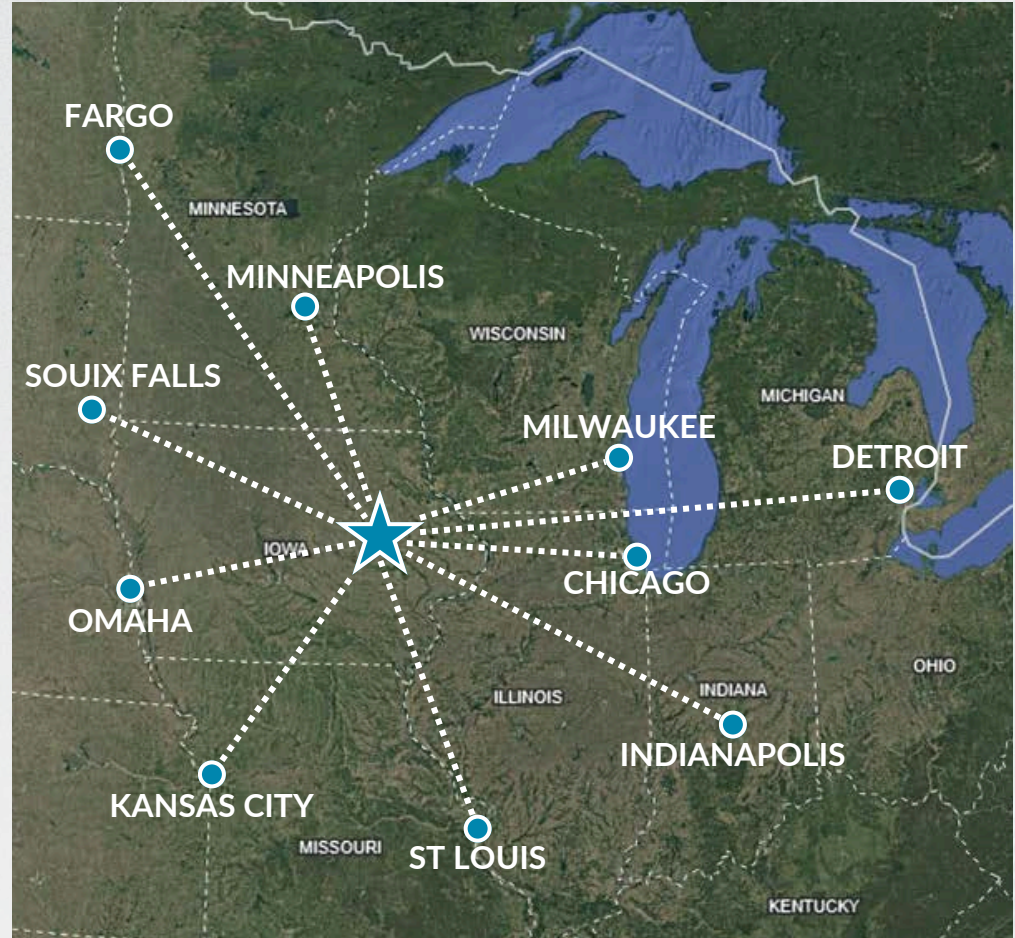 FARGO
MINNESOTA
MINNEAPOLIS
WISCONSIN
SOUIX FALLS
MICHIGAN
MILWAUKEE
DETROIT
IOWA
CHICAGO
OMAHA
OHIO
ILLINOIS
INDIANA
INDIANAPOLIS
KANSAS CITY
MISSOURI
ST LOUIS
KENTUCKY